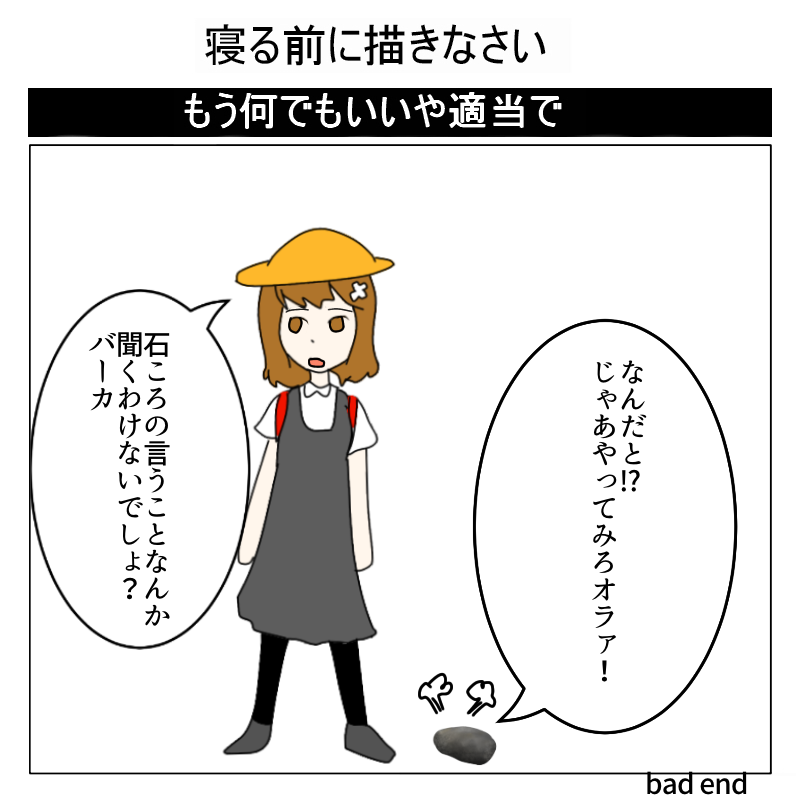 寝る前に描きなさい
もう何でもいいや適当で
なんだと!?
じゃあやってみろオラァ！
石ころの言うことなんか
聞くわけないでしょ？
バーカ
bad end